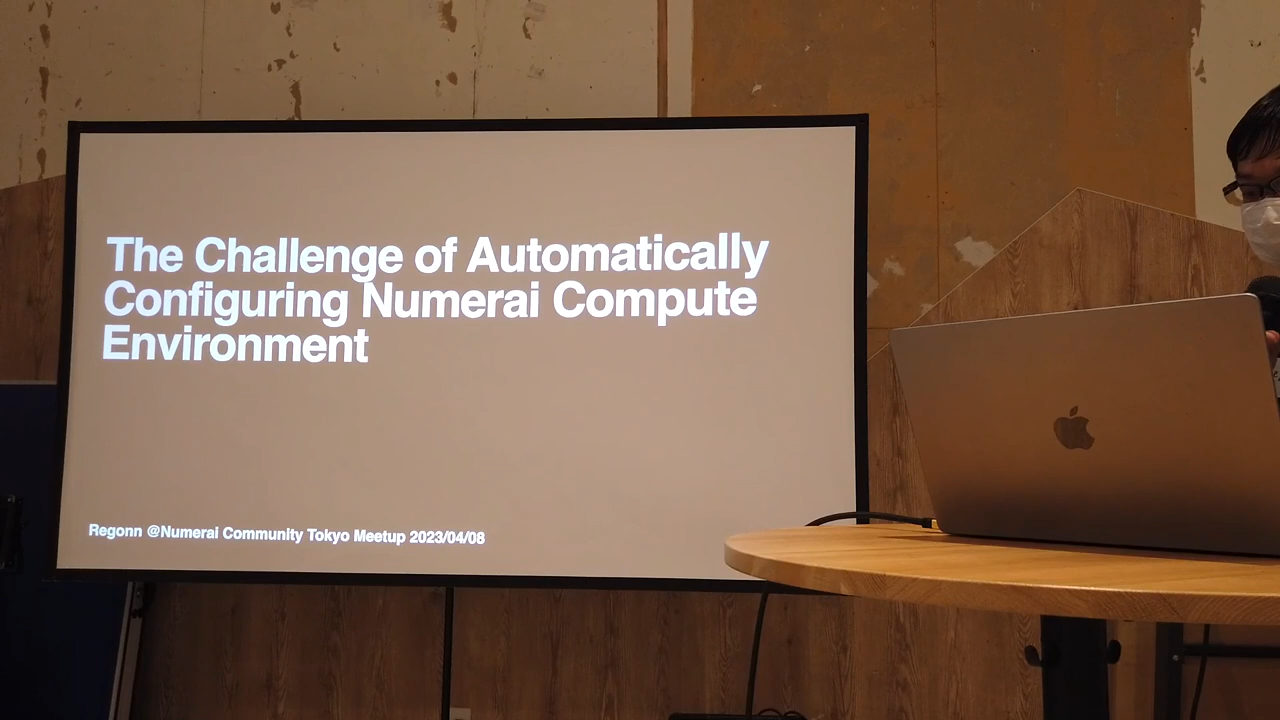 The Challenge of Automatically
Configuring Numerai Compute
Environment
Regonn @Numerai Community Tokyo Meetup 2023/04/08